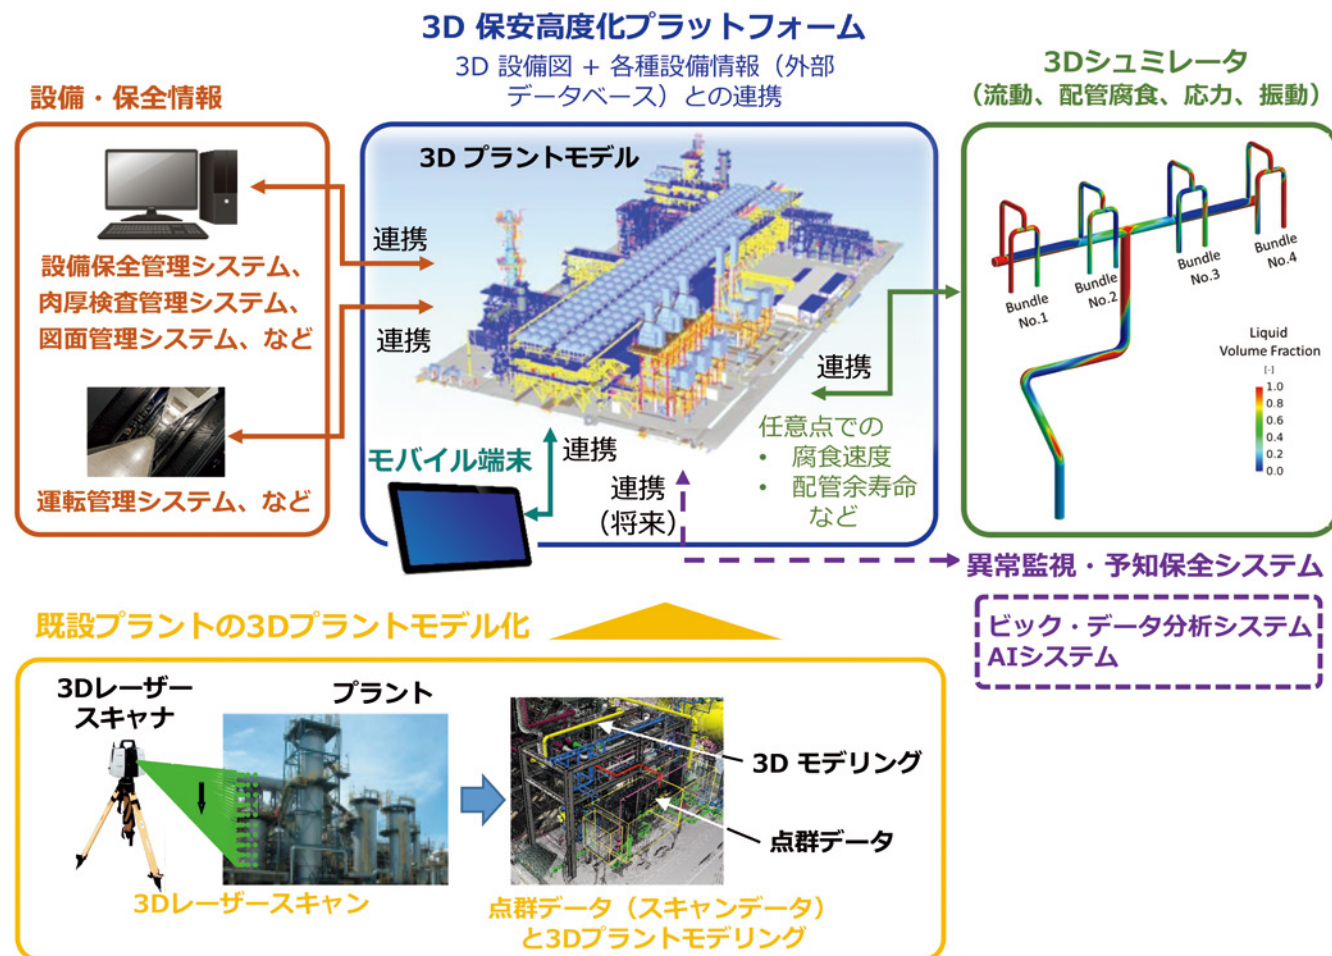 3D 保安高度化プラットフォーム
3D 設備図 + 各種設備情報（外部
データベース）との連携
設備・保全情報
設備保全管理システム、
肉厚検査管理システム、
図面管理システム、など
運転管理システム、など
3D プラントモデル
連携
連携
連携
任意点での
• 腐食速度
• 配管余寿命
など
モバイル端末
連携
連携
（将来）
3Dシュミレータ
（流動、配管腐食、応力、振動）
Bundle
No.1
Bundle
No.2
Bundle
No.3
Bundle
No.4
Liquid
Volume Fraction
[-]
1.0
0.8
0.6
0.4
0.2
0.0
異常監視・予知保全システム
ビック・データ分析システム
AIシステム
既設プラントの3Dプラントモデル化
3Dレーザー
スキャナ
プラント
3Dレーザースキャン
3D モデリング
点群データ
点群データ（スキャンデータ）
と3Dプラントモデリング